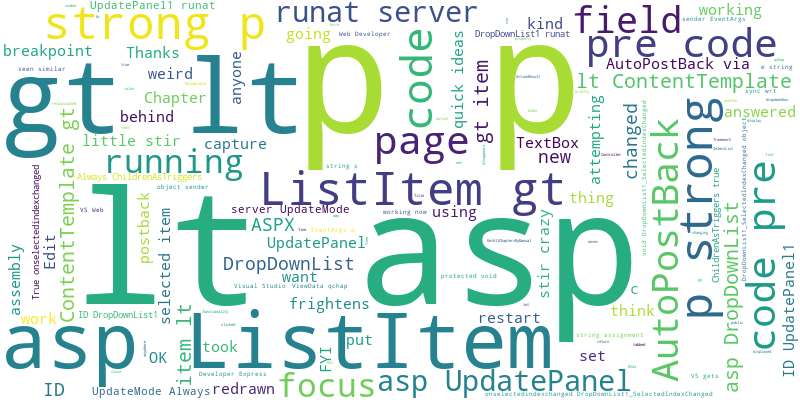 UpdatePanel1 runat
strong p
runat server
field
working
sender EventArgs
breakpoint
Thanks
going
Web Developer
DropDownList1 runat
kind
pre code
seen similar
weird
anyone
p p
code
quick ideas
gt item
AutoPostBack via
e string
gt lt
Chapter
lt ContentTemplate
sync wrt
behind
page
TextBox
attempting
changed
answered
little stir
capture
new
running
string s
ContentTemplate gt
Always ChildrenAsTriggers
object sender
ListItem gt
thing
AutoPostBack
p strong
code pre
True onselectedindexchanged
VS Web
server UpdateMode
using
working now
EventArgs e
ASPX
UpdatePanel
stir crazy
lt asp
void DropDownList1_SelectedIndexChanged
ChildrenAsTriggers true
DropDownList1_SelectedIndexChanged object
Edit
postback
selected item
DropDownList
want
protected void
c
think
asp DropDownList
ID UpdatePanel1
assembly
Visual Studio
ViewData qchap
frightens
ID DropDownList1
work
asp ListItem
restart
string assignment
OK
took
FYI
put
set
VS gets
item lt
Developer Express
focus
asp UpdatePanel
ID
UpdateMode Always
redrawn
onselectedindexchanged DropDownList1_SelectedIndexChanged